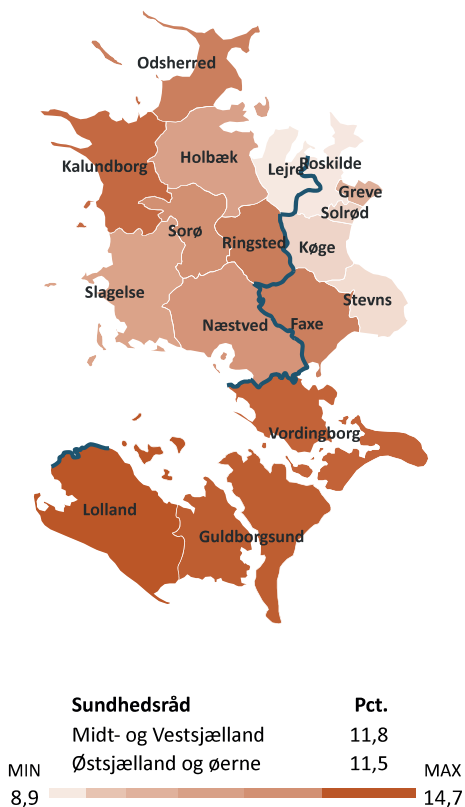 Odsherred
Holbæk
Roskilde
Kalundborg
Lejre
Greve
Solrød
Sorø
Ringsted
Køge
Slagelse
Stevns
Næstved
Faxe
Vordingborg
Lolland
Guldborgsund
Sundhedsråd Pct.
Midt- og Vestsjælland 11,8
Østsjælland og øerne 11,5
MIN MAX
8,9 14,7